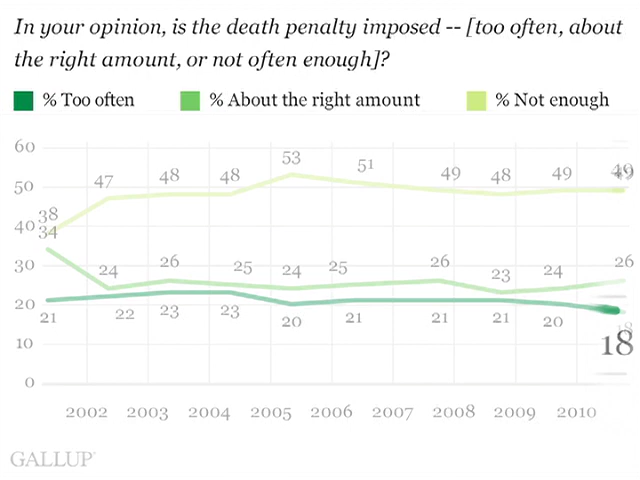 In your opinion, is the death penalty imposed -- [too often, about
the right amount, or not often enough]?
% Too often % About the right amount % Not enough
60
50
40
30
20
10
0
38 47 48 48 53 51 49 48 49 49
34 24 26 25 24 25 26 23 24 26
21 22 23 23 20 21 21 21 20 18
18
2002 2003 2004 2005 2006 2007 2008 2009 2010
GALLUP